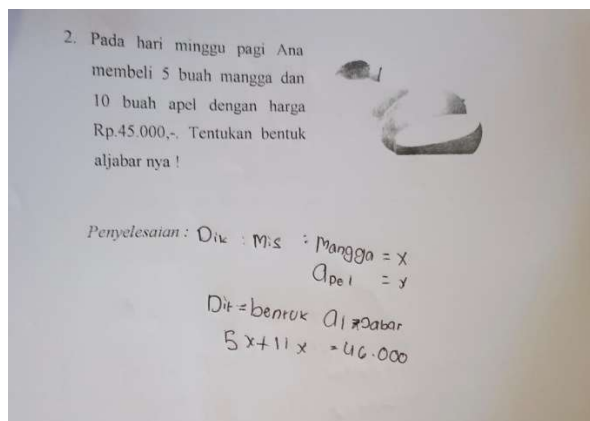 2. Pada hari minggu pagi Ana
membeli 5 buah mangga dan
10 buah apel dengan harga
Rp.45.000,-. Tentukan bentuk
aljabar nya !
Penyelesaian : Dik : Mis : Mangga = x
apel = y
Dit = bentuk aljabar
5x + 11x = 46.000